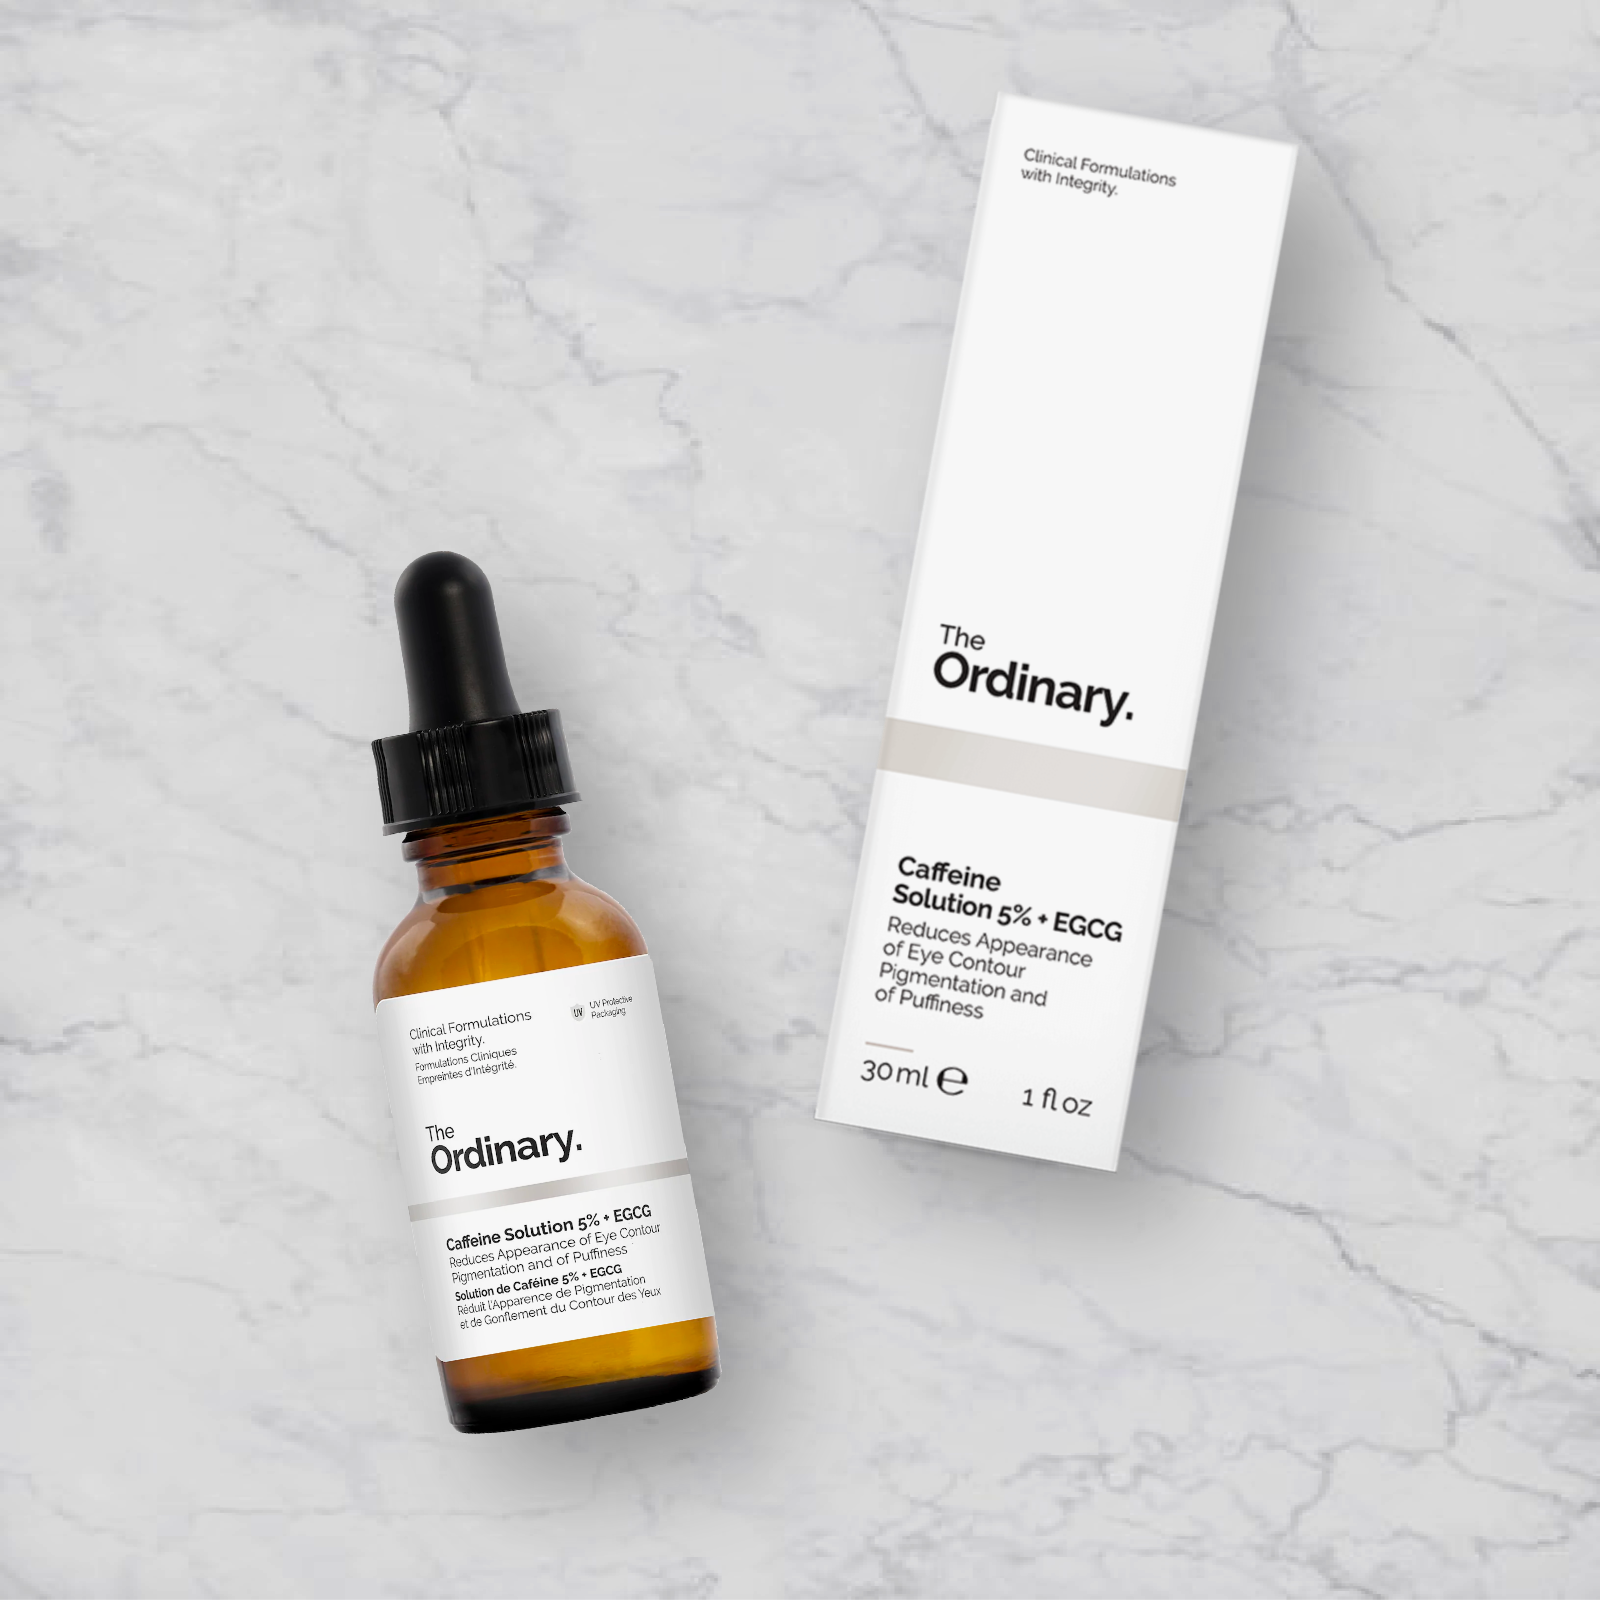 Clinical Formulations
with Integrity.
The
Ordinary.
Caffeine
Solution 5% + EGCG
Reduces Appearance
of Eye Contour
Pigmentation and
of Puffiness
30 ml ℮ 1 fl oz
Clinical Formulations
with Integrity.
Formulations Cliniques
Empreintes d'Intégrité.
UV
UV Protective
Packaging
The
Ordinary.
Caffeine Solution 5% + EGCG
Reduces Appearance of Eye Contour
Pigmentation and of Puffiness
Solution de Caféine 5% + EGCG
Réduit l'Apparence de Pigmentation
et de Gonflement du Contour des Yeux